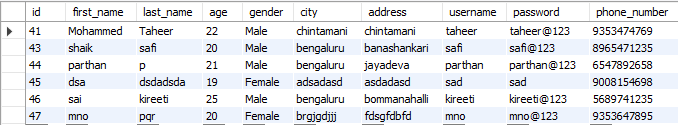 id first_name last_name age gender city address username password phone_number
41 Mohammed Taheer 22 Male chintamani chintamani taheer taheer@123 9353474769
43 shaik safi 20 Male bengaluru banashankari safi safi@123 8965471235
44 parthan p 21 Male bengaluru jayadeva parthan parthan@123 6547892658
45 dsa dsdadsda 19 Female adsadasd asdadasd sad sad 9008154698
46 sai kireeti 25 Male bengaluru bommanahalli kireeti kireeti@123 5689741235
47 mno pqr 20 Female brgjgdjjj fdsgfdbfd mno mno@123 9353647895